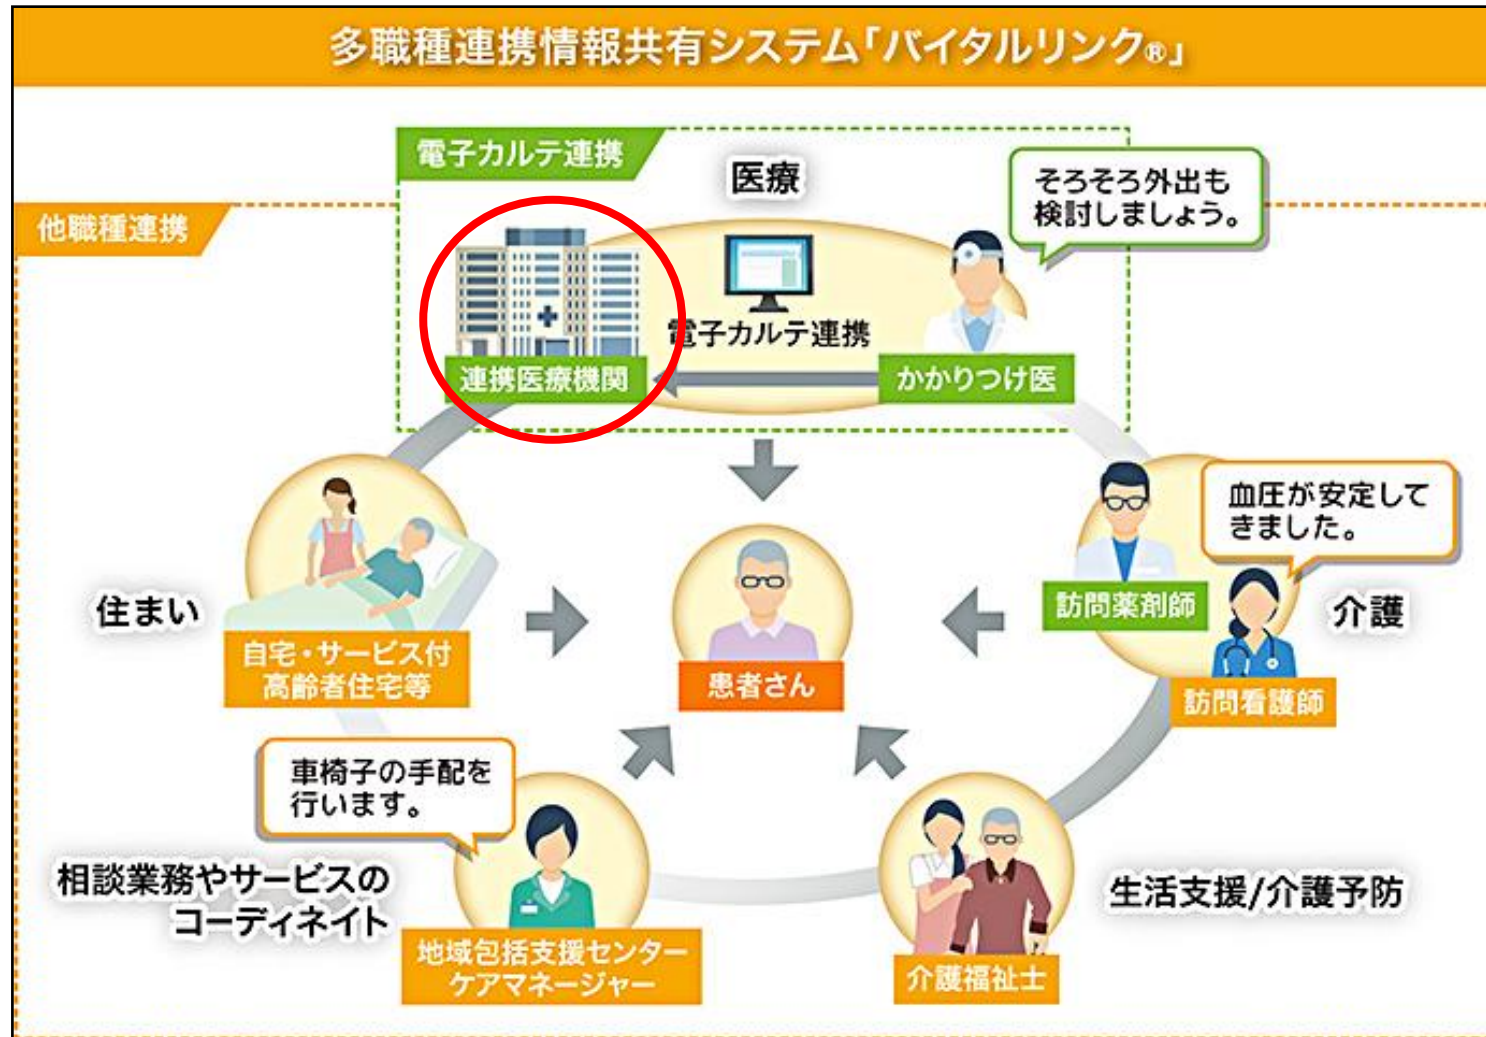 多職種連携情報共有システム「バイタルリンク®」
電子カルテ連携
医療
そろそろ外出も
検討しましょう。
他職種連携
電子カルテ連携
連携医療機関
かかりつけ医
血圧が安定して
きました。
住まい
訪問薬剤師
介護
自宅・サービス付
高齢者住宅等
患者さん
訪問看護師
車椅子の手配を
行います。
相談業務やサービスの
コーディネイト
生活支援/介護予防
地域包括支援センター
ケアマネージャー
介護福祉士